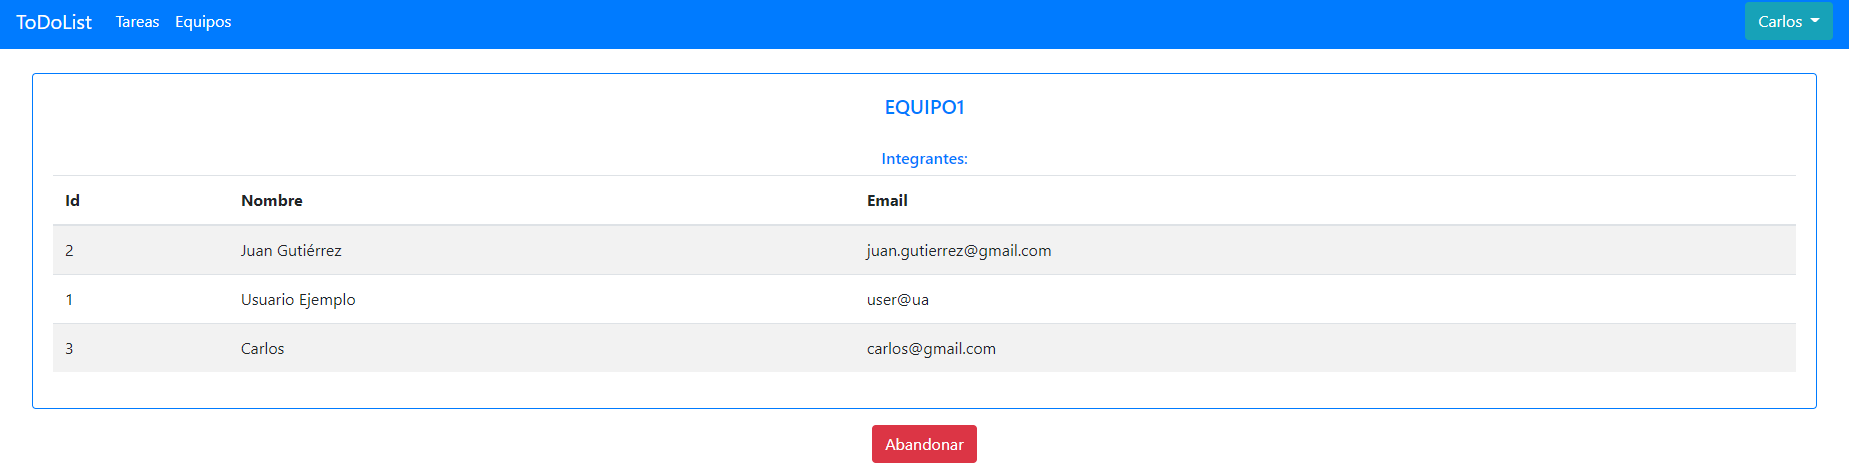 ToDoList Tareas Equipos Carlos
EQUIPO1
Integrantes:
Id Nombre Email
2 Juan Gutiérrez juan.gutierrez@gmail.com
1 Usuario Ejemplo user@ua
3 Carlos carlos@gmail.com
Abandonar